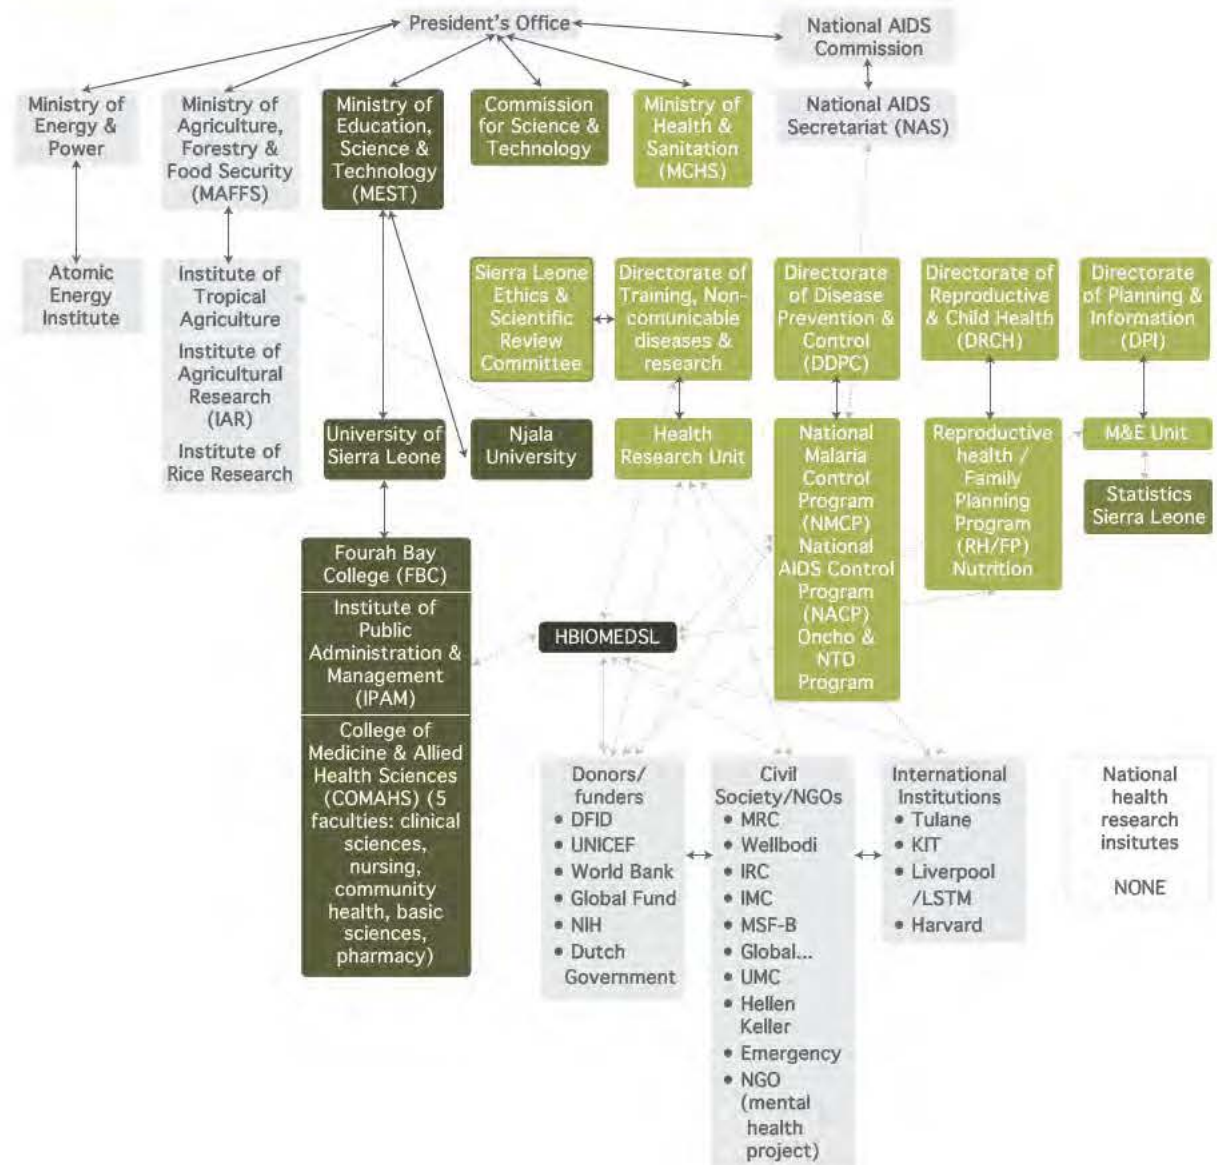 President's Office
National AIDS
Commission
Ministry of
Energy &
Power
Ministry of
Agriculture,
Forestry &
Food Security
(MAFFS)
Ministry of
Education,
Science &
Technology
(MEST)
Commission
for Science &
Technology
Ministry of
Health &
Sanitation
(MCHS)
National AIDS
Secretariat (NAS)
Atomic
Energy
Institute
Institute of
Tropical
Agriculture
Institute of
Agricultural
Research
(IAR)
Institute of
Rice Research
Sierra Leone
Ethics &
Scientific
Review
Committee
Directorate of
Training, Non-
comunicable
diseases &
research
Directorate
of Disease
Prevention &
Control
(DDPC)
Directorate of
Reproductive
& Child Health
(DRCH)
Directorate
of Planning &
Information
(DPI)
University of
Sierra Leone
Njala
University
Health
Research Unit
National
Malaria
Control
Program
(NMCP)
National
AIDS Control
Program
(NACP)
Oncho &
NTD
Program
Reproductive
health /
Family
Planning
Program
(RH/FP)
Nutrition
M&E Unit
Statistics
Sierra Leone
Fourah Bay
College (FBC)
Institute of
Public
Administration &
Management
(IPAM)
College of
Medicine & Allied
Health Sciences
(COMAHS) (5
faculties: clinical
sciences,
nursing,
community
health, basic
sciences,
pharmacy)
HBIOMEDSL
Donors/
funders
• DFID
• UNICEF
• World Bank
• Global Fund
• NIH
• Dutch
Government
Civil
Society/NGOs
• MRC
• Wellbodi
• IRC
• IMC
• MSF-B
• Global...
• UMC
• Hellen
Keller
• Emergency
• NGO
(mental
health
project)
International
Institutions
• Tulane
• KIT
• Liverpool
/LSTM
• Harvard
National
health
research
insitutes
NONE